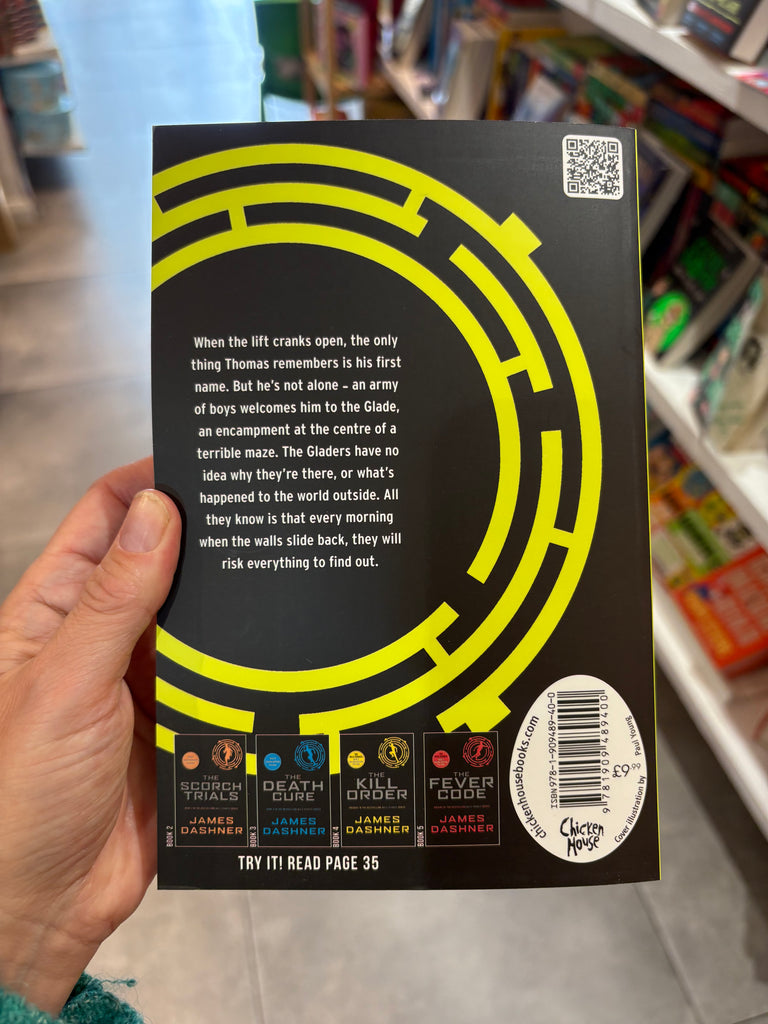 When the lift cranks open, the only
thing Thomas remembers is his first
name. But he's not alone – an army
of boys welcomes him to the Glade,
an encampment at the centre of a
terrible maze. The Gladers have no
idea why they're there, or what's
happened to the world outside. All
they know is that every morning
when the walls slide back, they will
risk everything to find out.
BOOK 2
THE
SCORCH
TRIALS
JAMES
DASHNER
BOOK 3
THE
DEATH
CURE
JAMES
DASHNER
BOOK 4
THE
KILL
ORDER
JAMES
DASHNER
BOOK 5
THE
FEVER
CODE
JAMES
DASHNER
TRY IT! READ PAGE 35
chickenhousebooks.com
ISBN 978-1-909489-40-0
9 781909 489400
£9.99
Chicken
House
Cover illustration by Paul Young